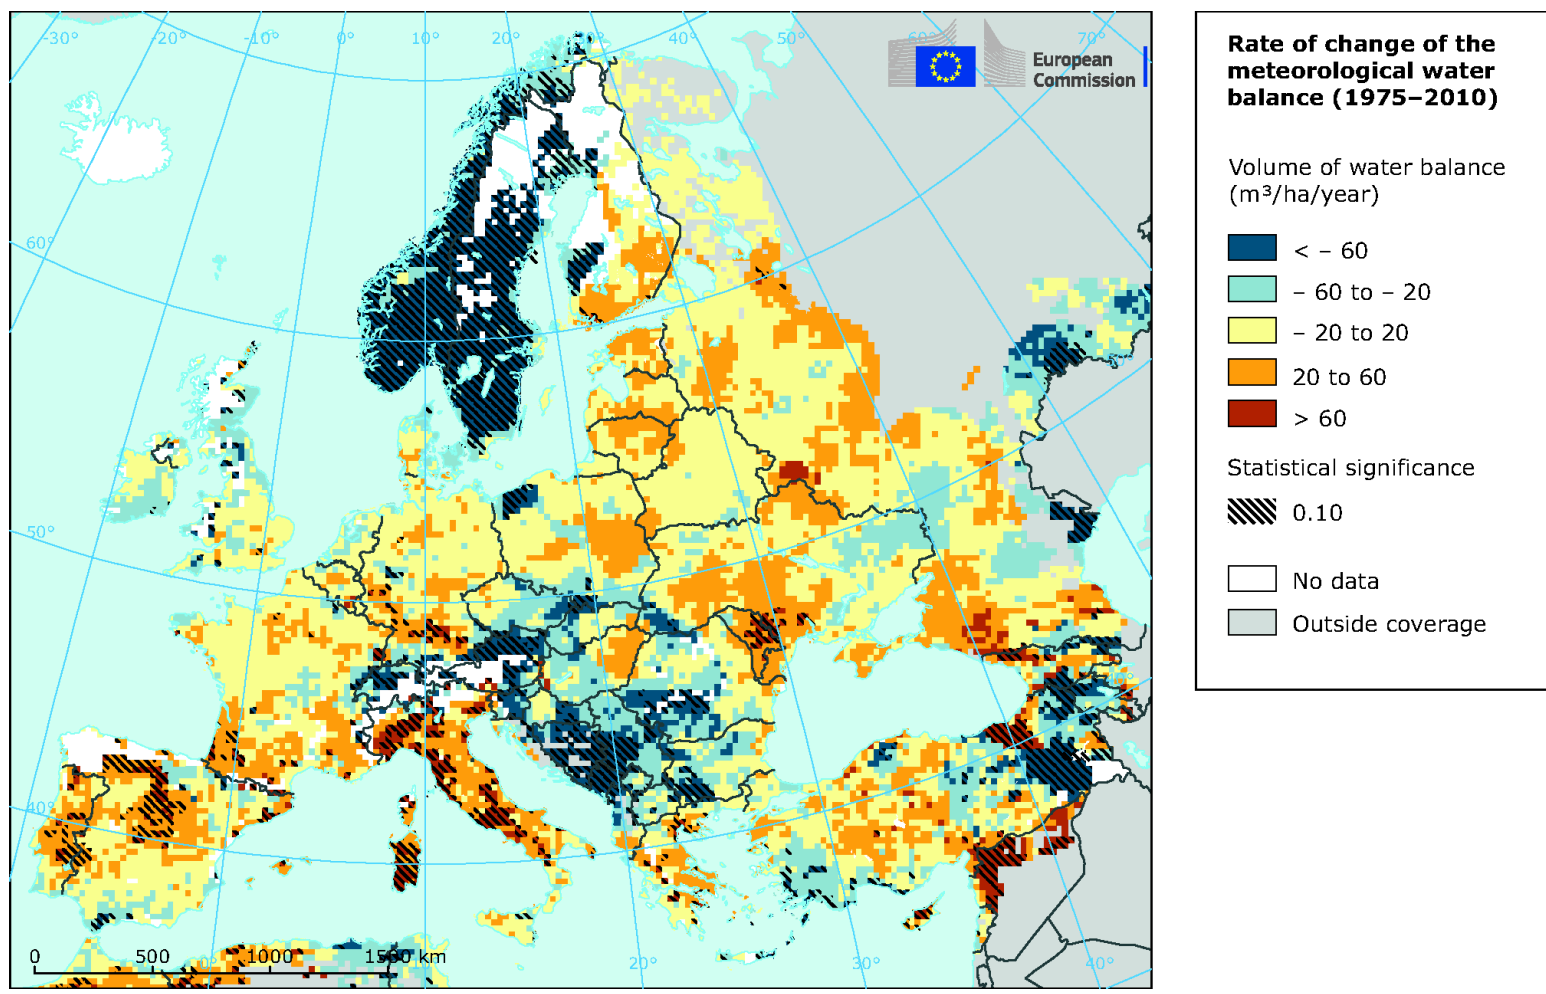 -30°
-20°
-10°
0°
10°
20°
30°
40°
50°
70°
European
Commission
60°
50°
40°
0
500
1000
1500 km
0°
20°
30°
40°
Rate of change of the
meteorological water
balance (1975–2010)
Volume of water balance
(m³/ha/year)
< – 60
– 60 to – 20
– 20 to 20
20 to 60
> 60
Statistical significance
0.10
No data
Outside coverage